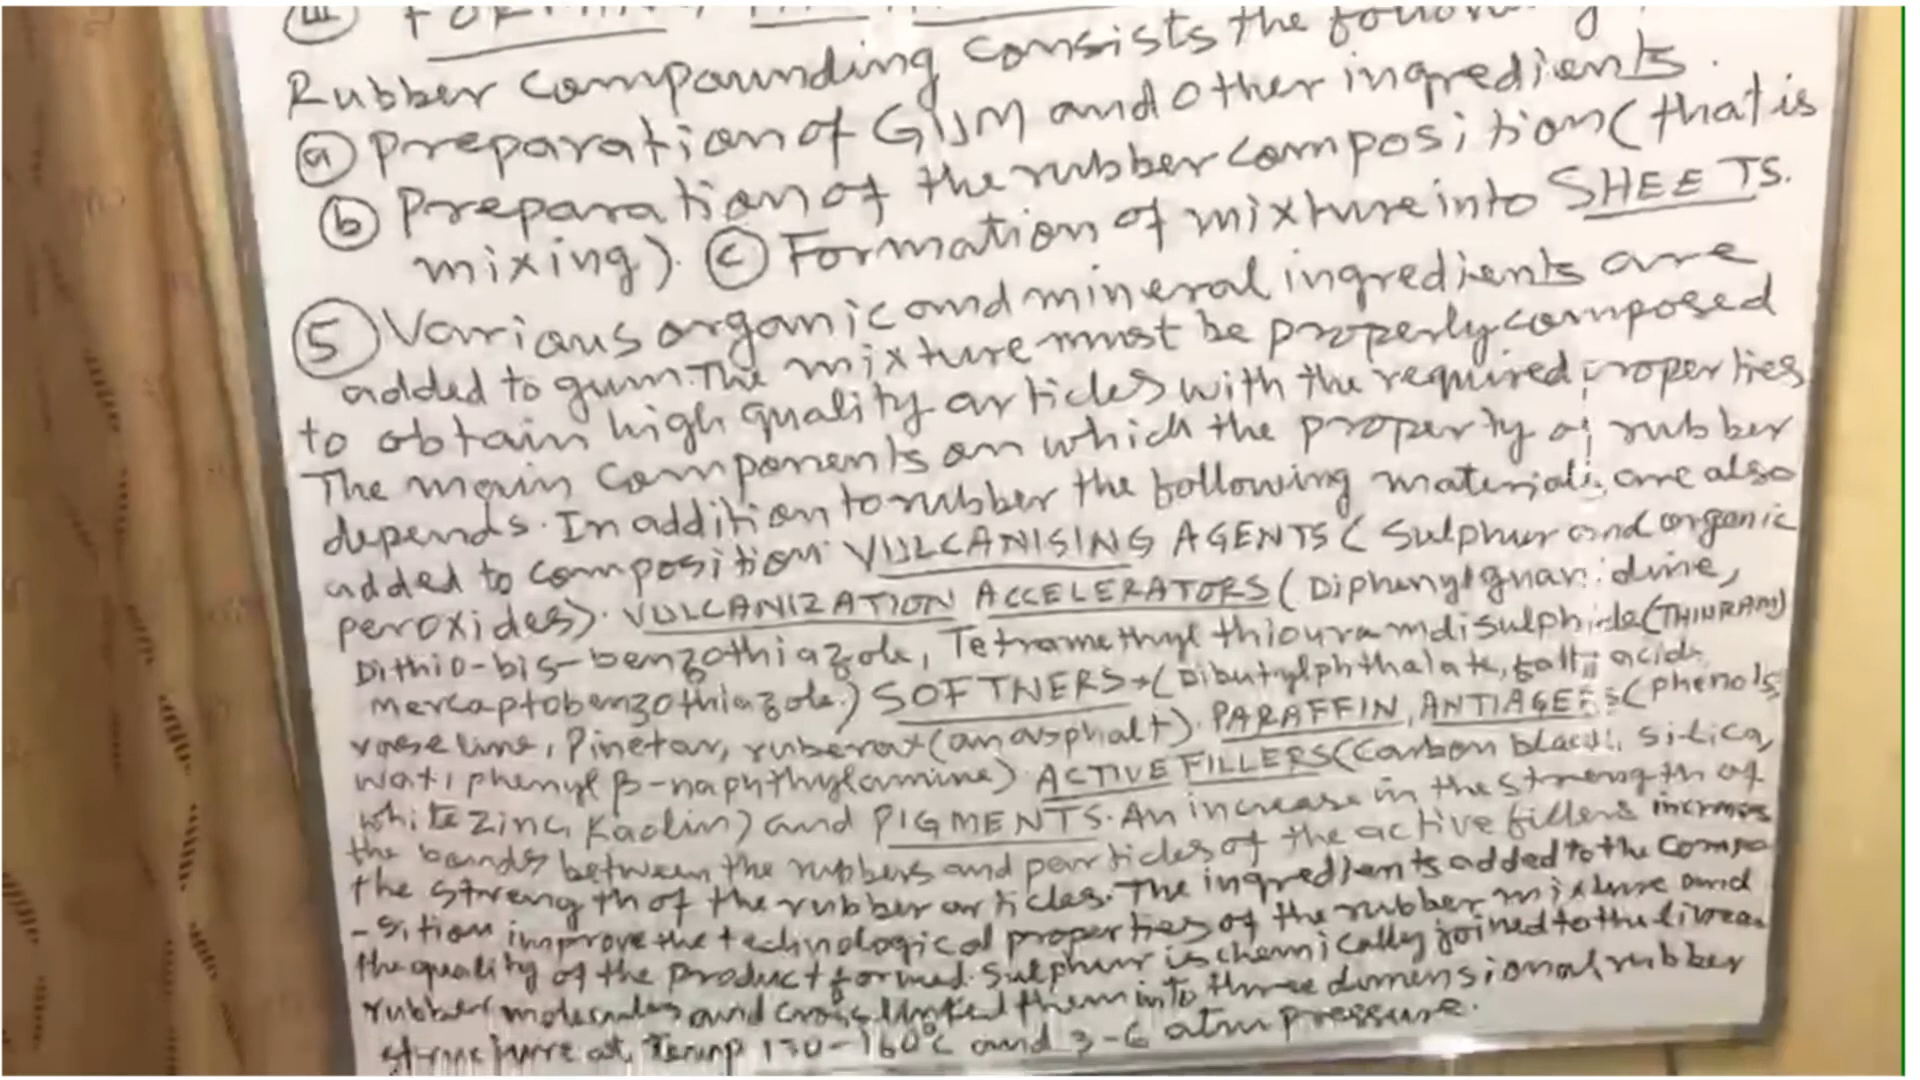 Rubber compounding consists the
(a) Preparation of GUM and other ingredients.
(b) Preparation of the rubber composition (that is
mixing). (c) Formation of mixture into SHEETS.
(5) Various organic and mineral ingredients are
added to gum. The mixture must be properly composed
to obtain high quality articles with the required properties
The main components on which the property of rubber
depends. In addition to rubber the following materials are also
added to composition VULCANISING AGENTS (Sulphur and organic
peroxides). VULCANIZATION ACCELERATORS (Diphenylguanidine,
Dithio-bis-benzothiazole, Tetramethyl thiouramdisulphide (THIURAM)
Mercaptobenzothiazole.) SOFTNERS → (Dibutylphthalate, fatty acids
vaseline, Pinetar, ruberax (an asphalt). PARAFFIN, ANTIAGERS (phenols,
wax, phenyl β-naphthylamine) ACTIVE FILLERS (Carbon black, silica,
white Zinc, Kaolin) and PIGMENTS. An increase in the strength of
the bonds between the rubbers and particles of the active fillers increases
the strength of the rubber articles. The ingredients added to the Compo
-sition improve the technological properties of the rubber mixture and
the quality of the product formed. Sulphur is chemically joined to the linear
rubber molecules and cross linked them into three dimensional rubber
structure at Temp 130-160°C and 3-6 atm pressure.